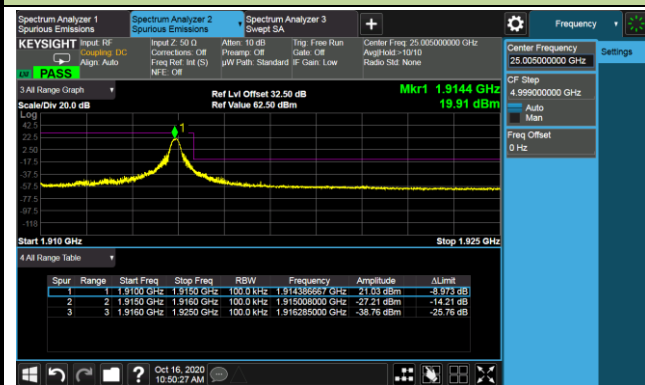 Spectrum Analyzer 1
Spurious Emissions
Spectrum Analyzer 2
Spurious Emissions
Spectrum Analyzer 3
Swept SA
+
Frequency
KEYSIGHT
Input: RF
Coupling: DC
Align: Auto
Input Z: 50 Ω
Corrections: Off
Freq Ref: Int (S)
NFE: Off
Atten: 10 dB
Preamp: Off
µW Path: Standard
Trig: Free Run
Gate: Off
IF Gain: Low
Center Freq: 25.005000000 GHz
Avg|Hold:>10/10
Radio Std: None
PASS
3 All Range Graph
Scale/Div 20.0 dB
Ref Lvl Offset 32.50 dB
Ref Value 62.50 dBm
Mkr1 1.9144 GHz
19.91 dBm
Log
42.5
22.5
2.50
-17.5
-37.5
-57.5
-77.5
-97.5
-118
1
Start 1.910 GHz
Stop 1.925 GHz
4 All Range Table
Spur Range Start Freq Stop Freq RBW Frequency Amplitude ΔLimit
1 1 1.9100 GHz 1.9150 GHz 100.0 kHz 1.914386667 GHz 21.03 dBm -8.973 dB
2 2 1.9150 GHz 1.9160 GHz 100.0 kHz 1.915008000 GHz -27.21 dBm -14.21 dB
3 3 1.9160 GHz 1.9250 GHz 100.0 kHz 1.916285000 GHz -38.76 dBm -25.76 dB
Center Frequency
25.005000000 GHz
Settings
CF Step
4.999000000 GHz
Auto
Man
Freq Offset
0 Hz
?
Oct 16, 2020
10:50:27 AM